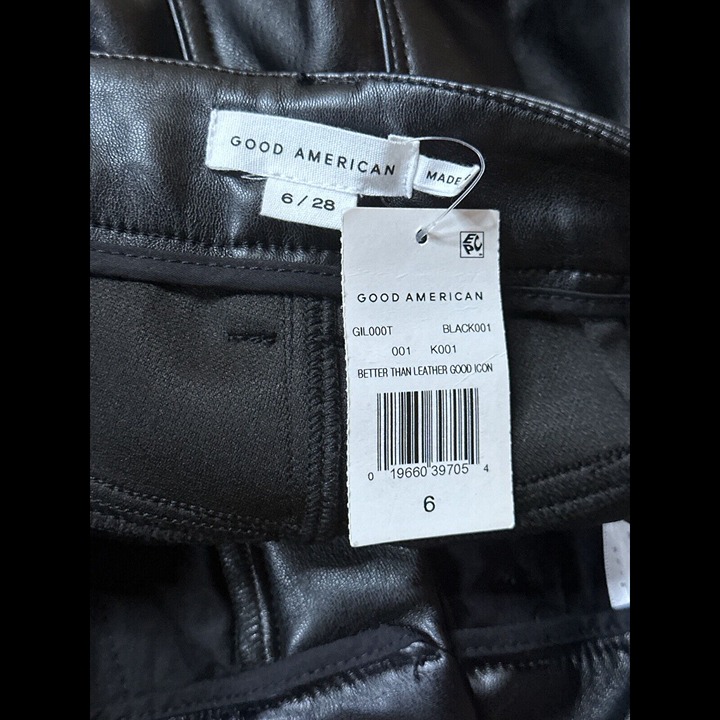 GOOD AMERICAN
MADE
6 / 28
GOOD AMERICAN
GIL000T BLACK001
001 K001
BETTER THAN LEATHER GOOD ICON
0 19660 39705 4
6